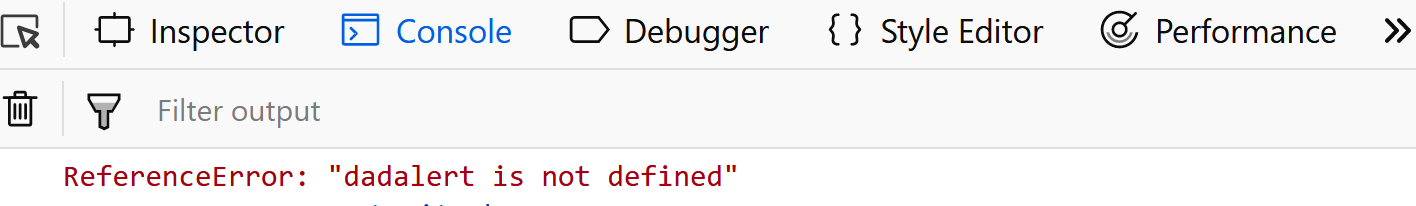 Inspector Console Debugger Style Editor Performance
Filter output
ReferenceError: "dadalert is not defined"